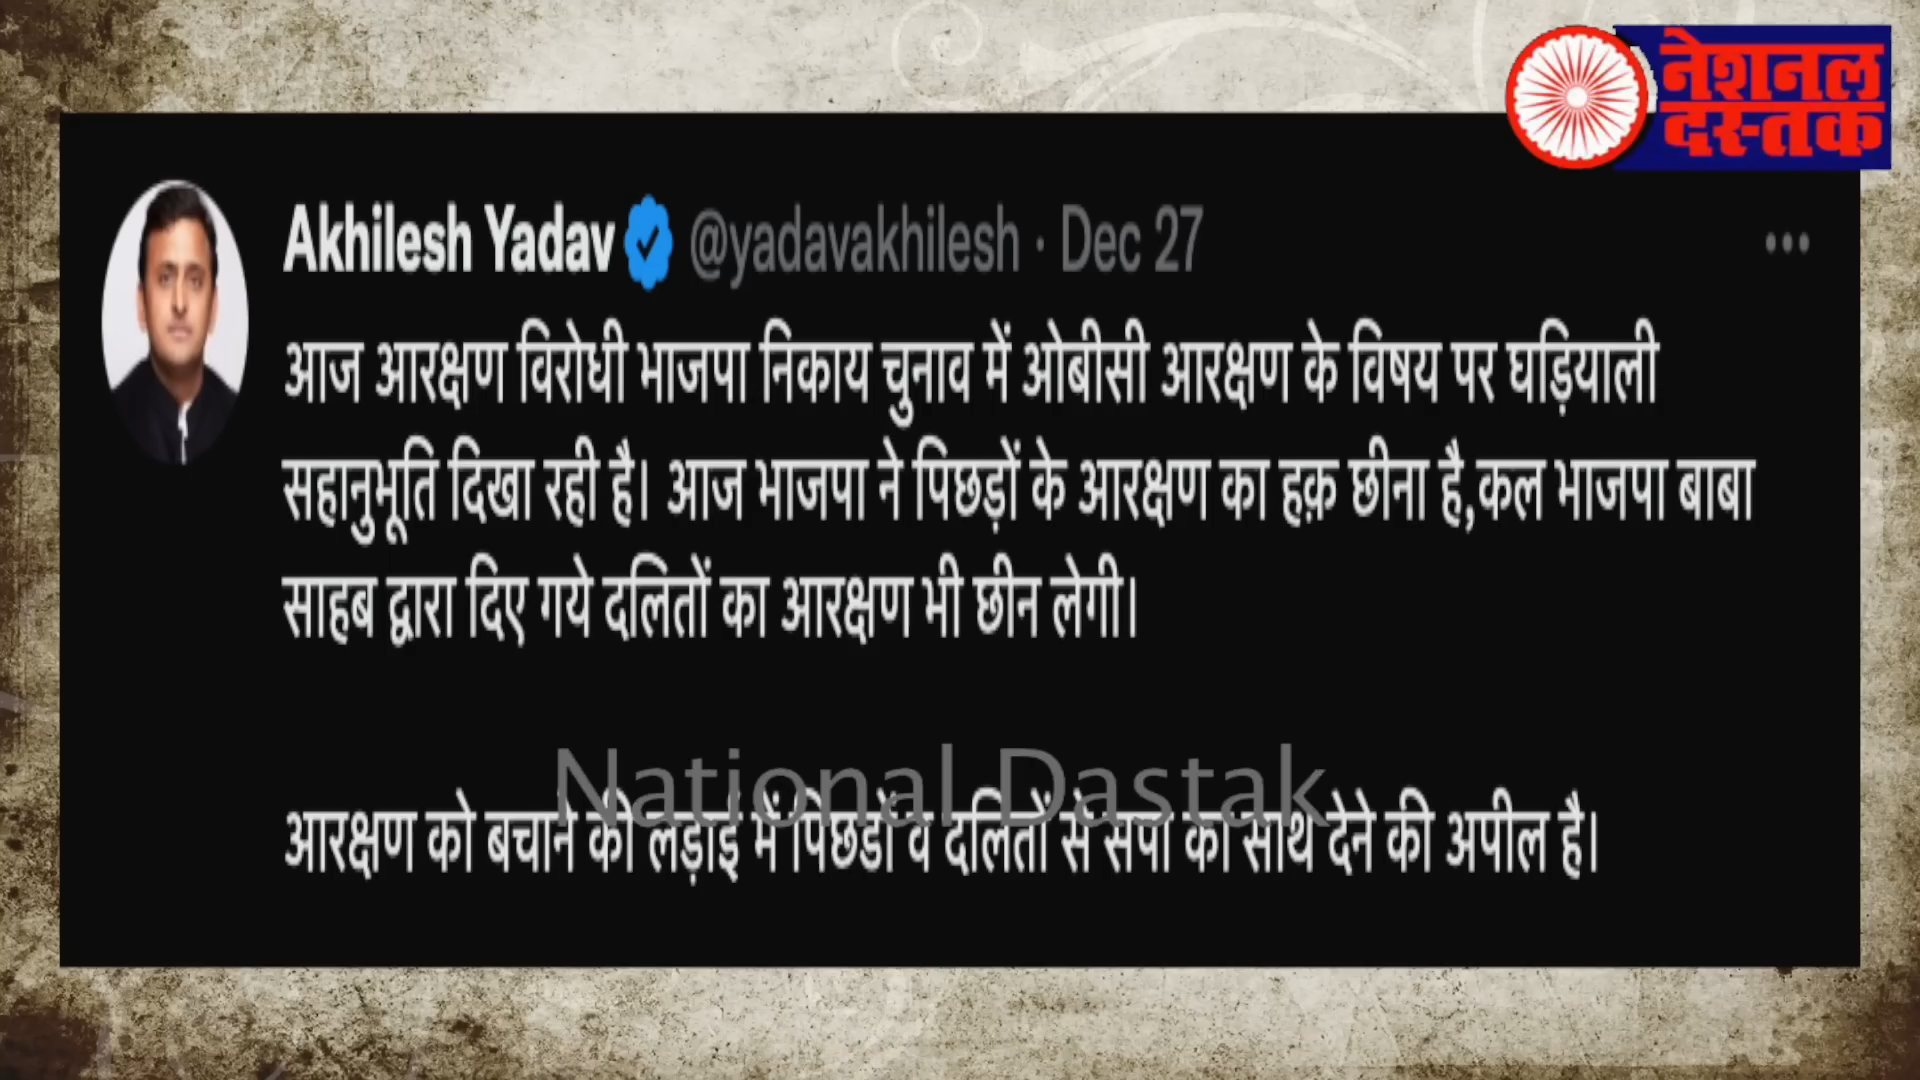 नेशनल
दस्तक
Akhilesh Yadav @yadavakhilesh · Dec 27
आज आरक्षण विरोधी भाजपा निकाय चुनाव में ओबीसी आरक्षण के विषय पर घड़ियाली
सहानुभूति दिखा रही है। आज भाजपा ने पिछड़ों के आरक्षण का हक़ छीना है,कल भाजपा बाबा
साहब द्वारा दिए गये दलितों का आरक्षण भी छीन लेगी।
National Dastak
आरक्षण को बचाने की लड़ाई में पिछडों व दलितों से सपा का साथ देने की अपील है।